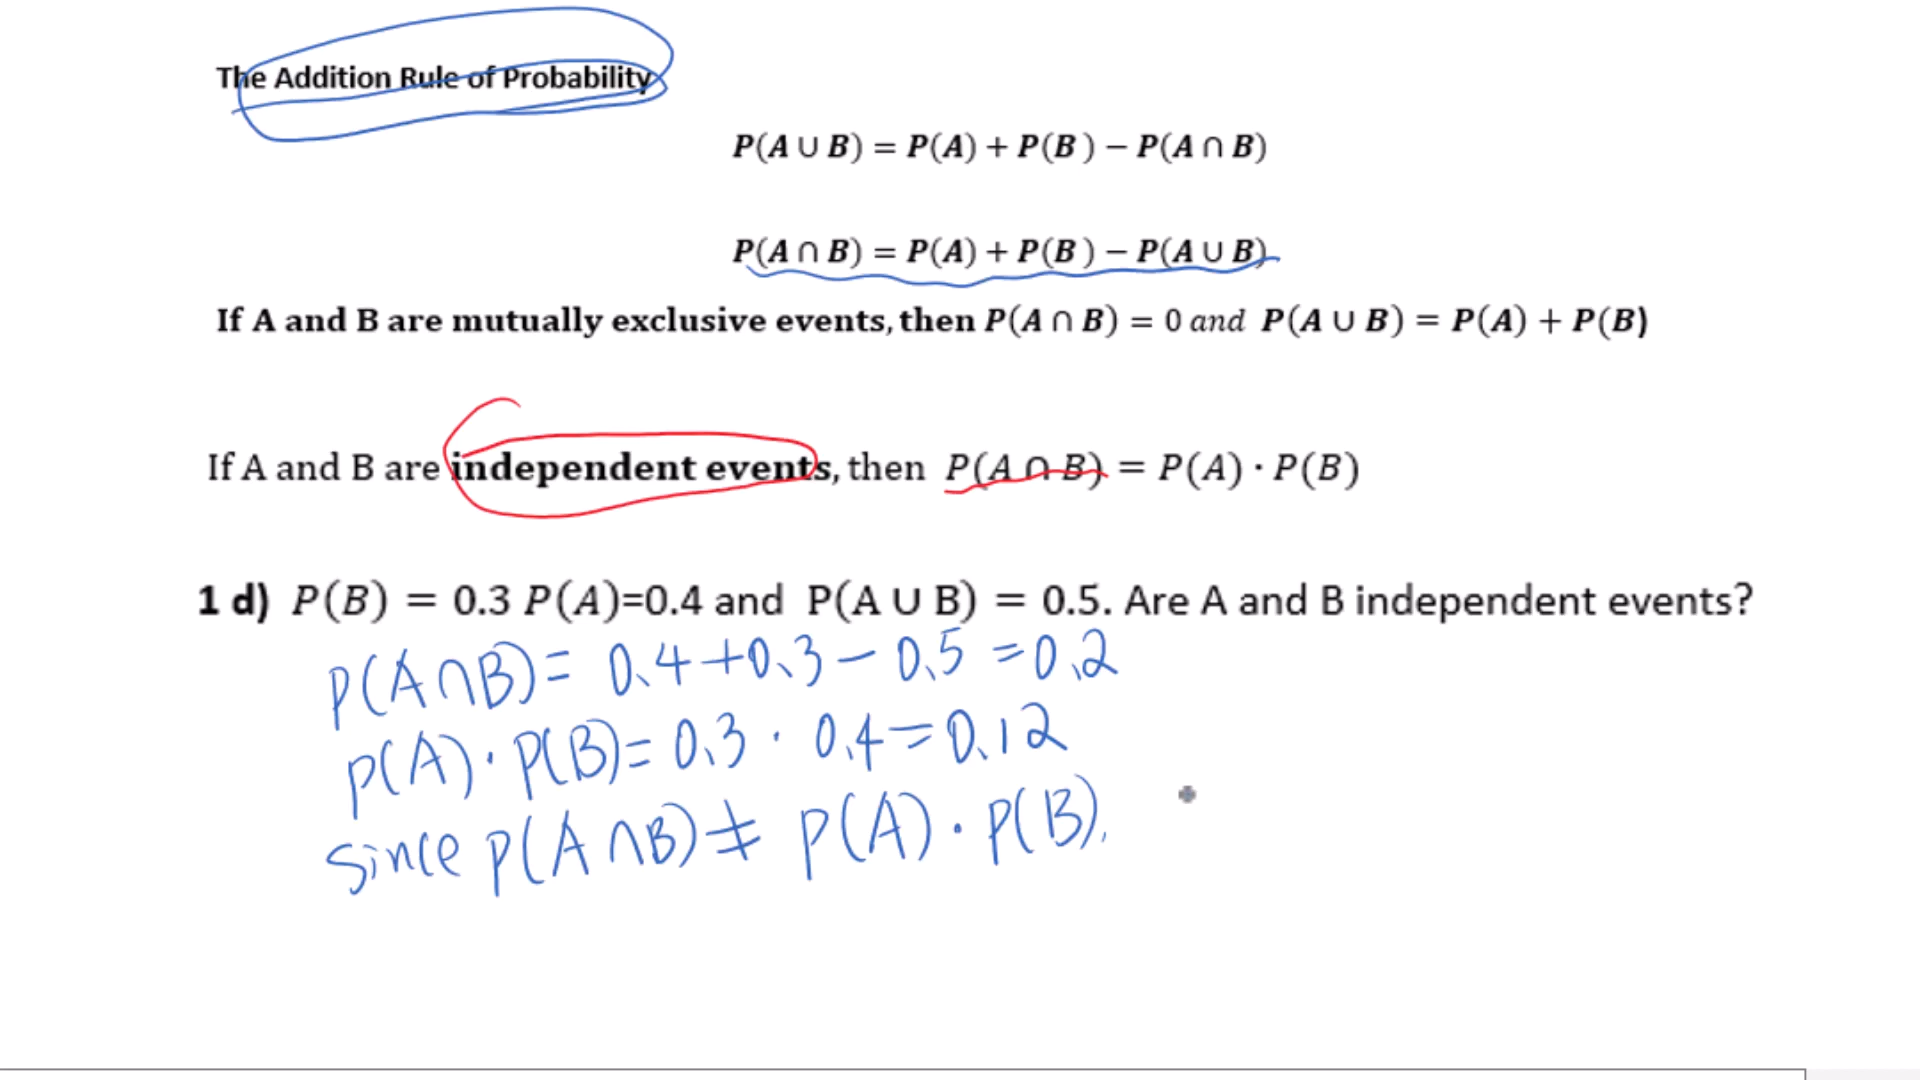 The Addition Rule of Probability
P(A ∪ B) = P(A) + P(B ) − P(A ∩ B)
P(A ∩ B) = P(A) + P(B ) − P(A ∪ B)
If A and B are mutually exclusive events, then P(A ∩ B) = 0 and P(A ∪ B) = P(A) + P(B)
If A and B are independent events, then P(A ∩ B) = P(A) · P(B)
1 d) P(B) = 0.3 P(A)=0.4 and P(A ∪ B) = 0.5. Are A and B independent events?
P(A∩B)= 0.4+0.3−0.5 =0.2
P(A)·P(B)= 0.3 · 0.4=0.12
since P(A∩B)≠ P(A)·P(B),